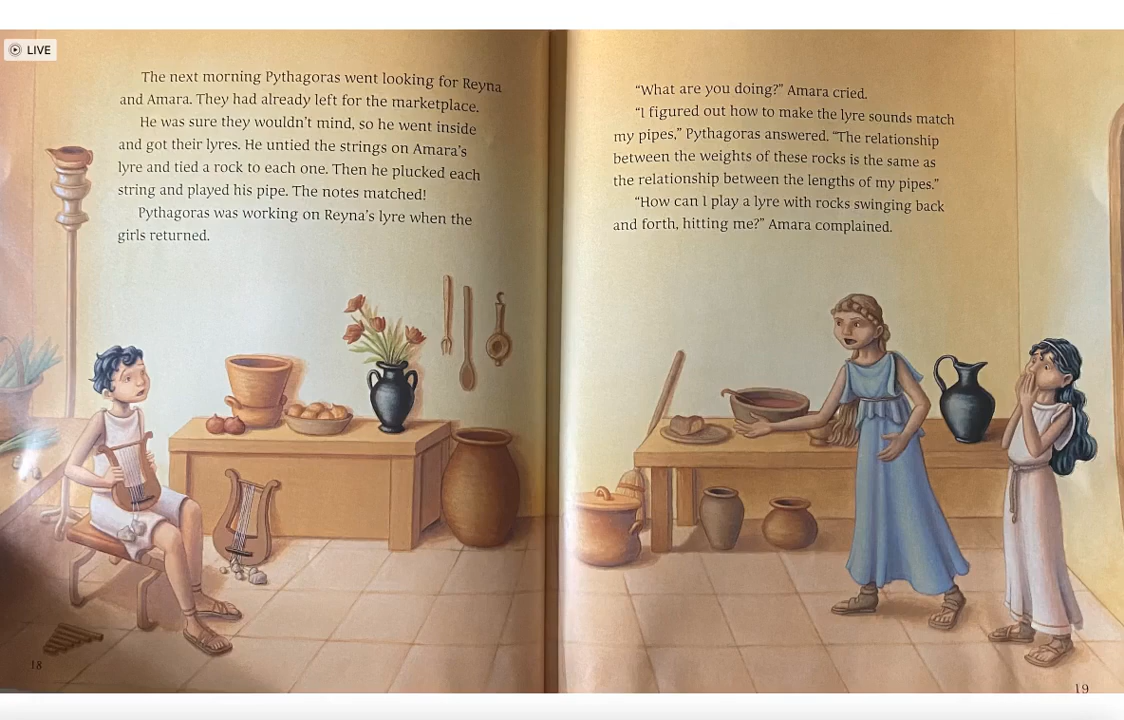 LIVE
The next morning Pythagoras went looking for Reyna
and Amara. They had already left for the marketplace.
He was sure they wouldn't mind, so he went inside
and got their lyres. He untied the strings on Amara's
lyre and tied a rock to each one. Then he plucked each
string and played his pipe. The notes matched!
Pythagoras was working on Reyna's lyre when the
girls returned.
18
"What are you doing?" Amara cried.
"I figured out how to make the lyre sounds match
my pipes," Pythagoras answered. "The relationship
between the weights of these rocks is the same as
the relationship between the lengths of my pipes."
"How can I play a lyre with rocks swinging back
and forth, hitting me?" Amara complained.
19